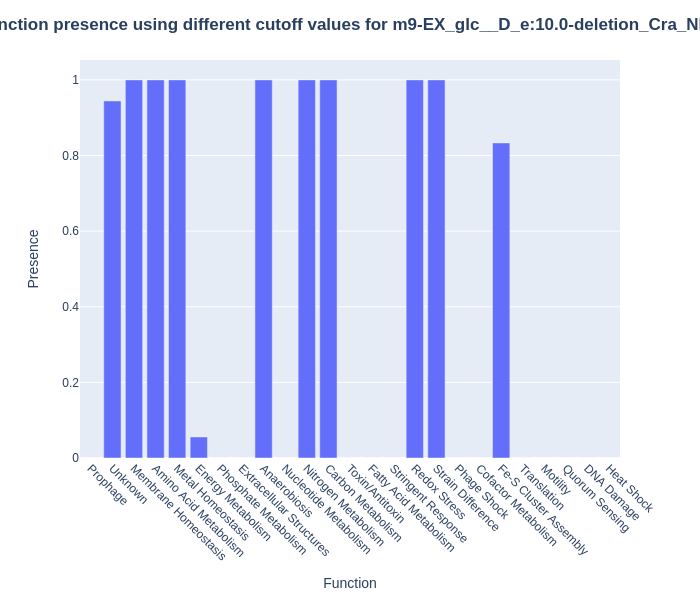 nction presence using different cutoff values for m9-EX_glc__D_e:10.0-deletion_Cra_N
1
0.8
0.6
0.4
0.2
0
Presence
Prophage
Unknown
Membrane Homeostasis
Amino Acid Metabolism
Metal Homeostasis
Energy Metabolism
Phosphate Metabolism
Extracellular Structures
Anaerobiosis
Nucleotide Metabolism
Nitrogen Metabolism
Carbon Metabolism
Toxin/Antitoxin
Fatty Acid Metabolism
Stringent Response
Redox Stress
Strain Difference
Phage Shock
Cofactor Metabolism
Fe-S Cluster Assembly
Translation
Motility
Quorum Sensing
DNA Damage
Heat Shock
Function